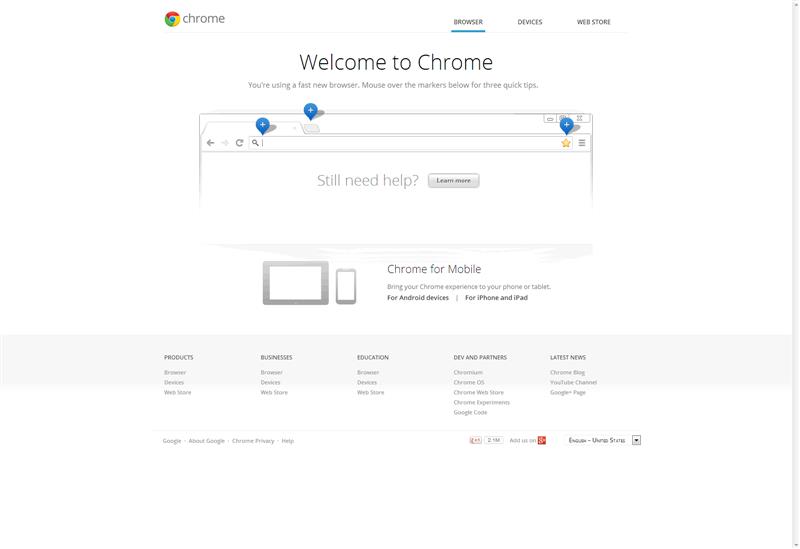 chrome
BROWSER DEVICES WEB STORE
Welcome to Chrome
You're using a fast new browser. Mouse over the markers below for three quick tips.
Still need help? Learn more
Chrome for Mobile
Bring your Chrome experience to your phone or tablet.
For Android devices | For iPhone and iPad
PRODUCTS BUSINESSES EDUCATION DEV AND PARTNERS LATEST NEWS
Browser Browser Browser Chromium Chrome Blog
Devices Devices Devices Chrome OS YouTube Channel
Web Store Web Store Web Store Chrome Web Store Google+ Page
Chrome Experiments
Google Code
Google · About Google · Chrome Privacy · Help 2.1M Add us on English – United States